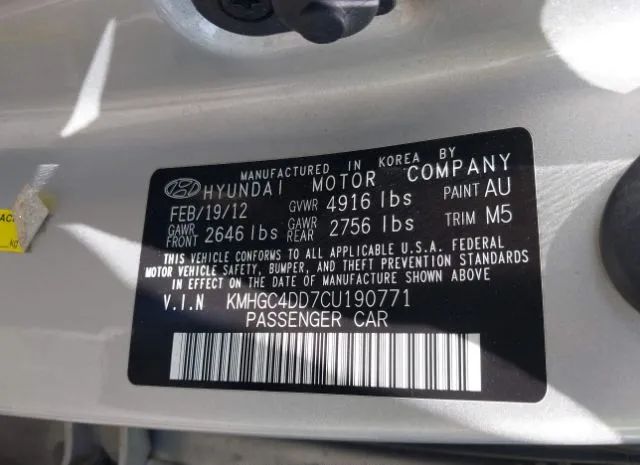 MANUFACTURED IN KOREA BY
HYUNDAI MOTOR COMPANY
FEB/19/12 GVWR 4916 lbs PAINT AU
GAWR FRONT 2646 lbs GAWR REAR 2756 lbs TRIM M5
THIS VEHICLE CONFORMS TO ALL APPLICABLE U.S.A. FEDERAL
MOTOR VEHICLE SAFETY, BUMPER, AND THEFT PREVENTION STANDARDS
IN EFFECT ON THE DATE OF MANUFACTURE SHOWN ABOVE.
V.I.N KMHGC4DD7CU190771
PASSENGER CAR
kg